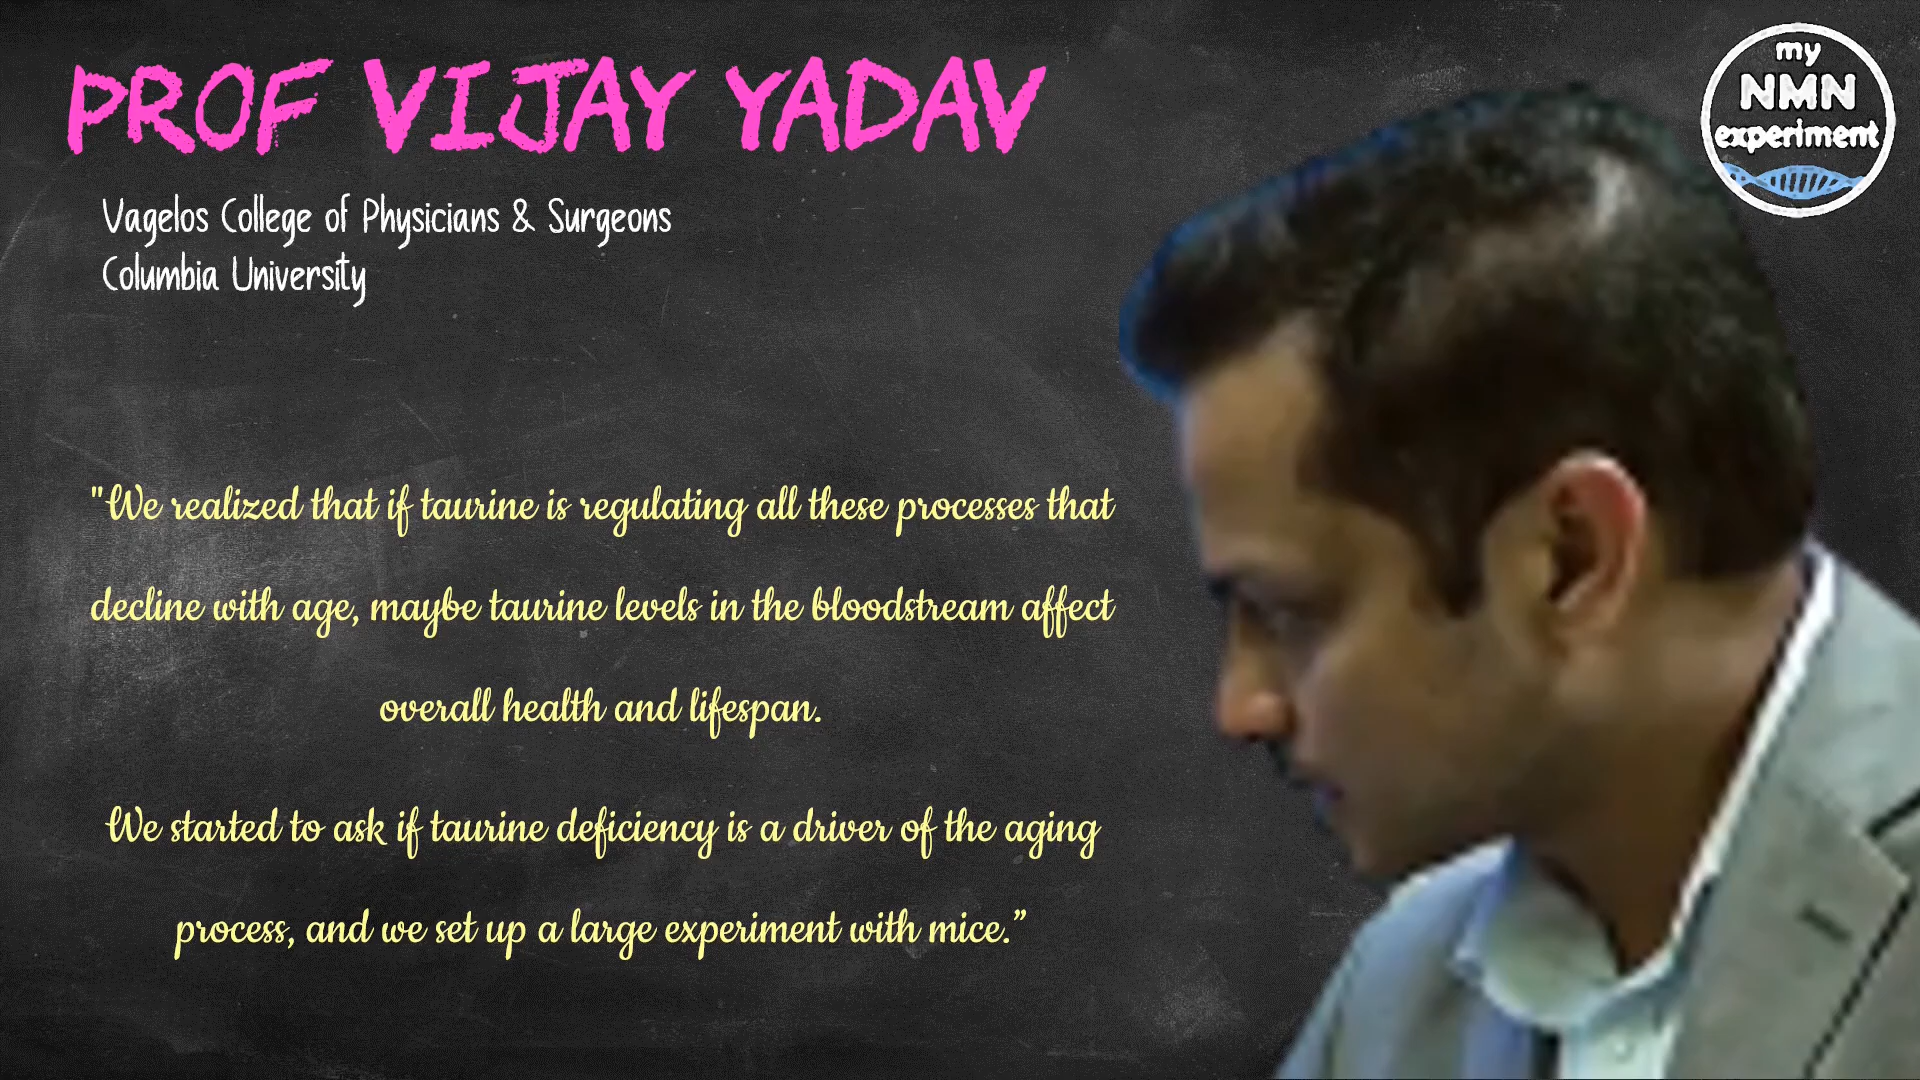 PROF VIJAY YADAV
my
NMN
experiment
Vagelos College of Physicians & Surgeons
Columbia University
"We realized that if taurine is regulating all these processes that
decline with age, maybe taurine levels in the bloodstream affect
overall health and lifespan.
We started to ask if taurine deficiency is a driver of the aging
process, and we set up a large experiment with mice.”